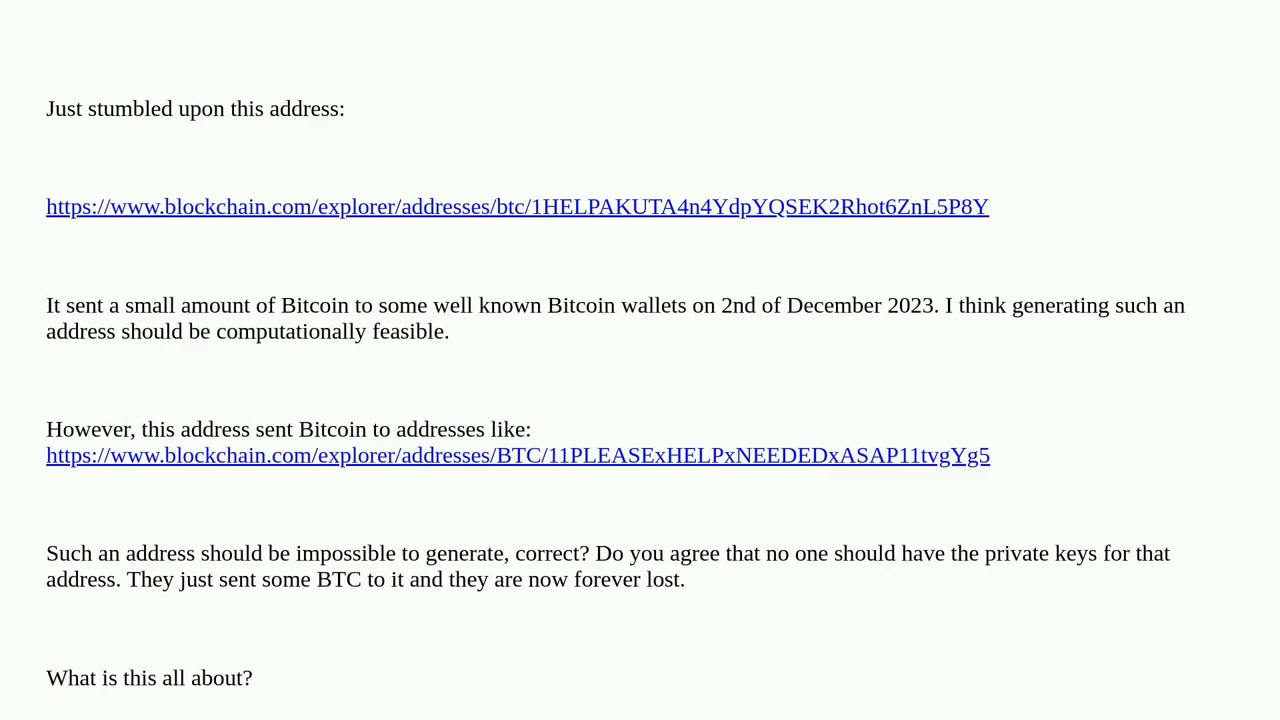 Just stumbled upon this address:
https://www.blockchain.com/explorer/addresses/btc/1HELPAKUTA4n4YdpYQSEK2Rhot6ZnL5P8Y
It sent a small amount of Bitcoin to some well known Bitcoin wallets on 2nd of December 2023. I think generating such an
address should be computationally feasible.
However, this address sent Bitcoin to addresses like:
https://www.blockchain.com/explorer/addresses/BTC/11PLEASExHELPxNEEDEDxASAP11tvgYg5
Such an address should be impossible to generate, correct? Do you agree that no one should have the private keys for that
address. They just sent some BTC to it and they are now forever lost.
What is this all about?